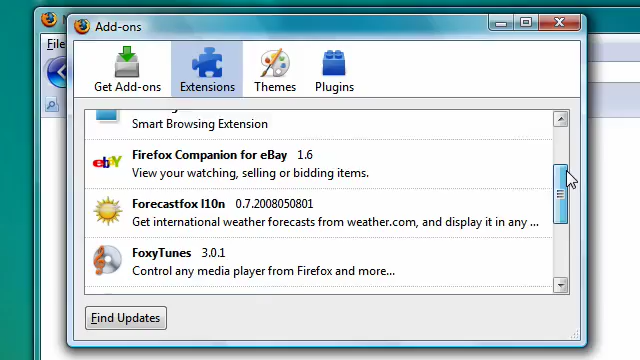 Add-ons
File
Get Add-ons
Extensions
Themes
Plugins
Smart Browsing Extension
ebY
Firefox Companion for eBay 1.6
View your watching, selling or bidding items.
Forecastfox l10n 0.7.2008050801
Get international weather forecasts from weather.com, and display it in any ...
FoxyTunes 3.0.1
Control any media player from Firefox and more...
Find Updates